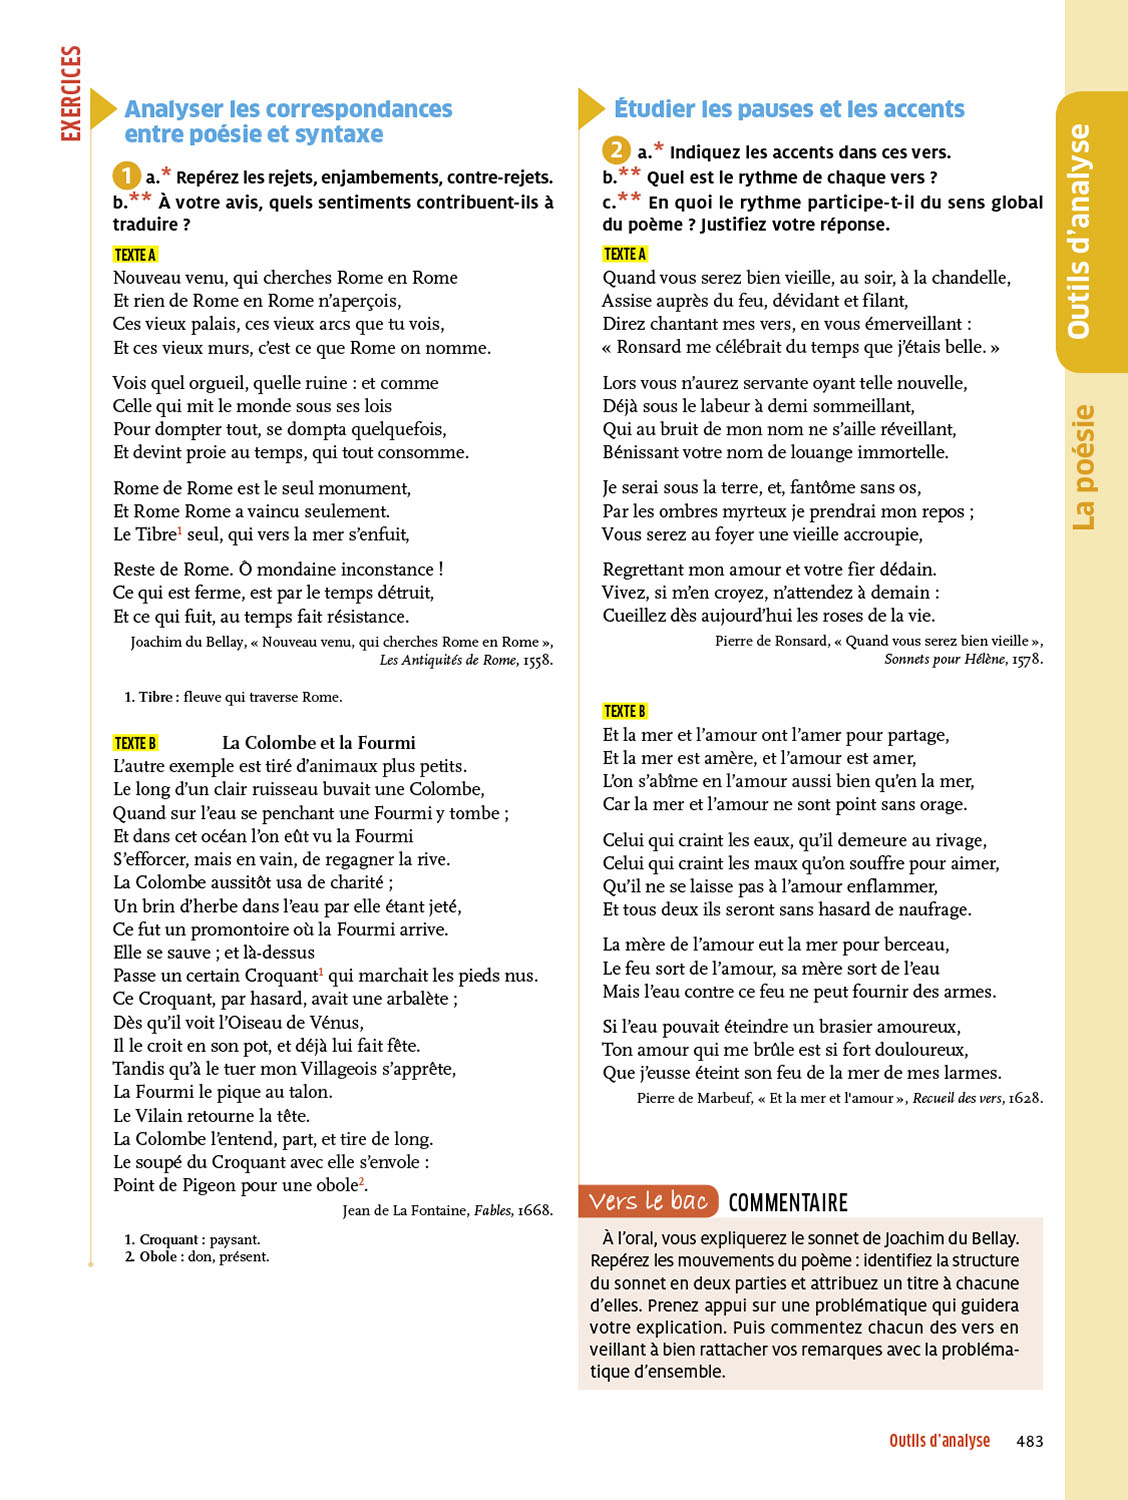 EXERCICES
Analyser les correspondances
entre poésie et syntaxe
1 a.* Repérez les rejets, enjambements, contre-rejets.
b.** À votre avis, quels sentiments contribuent-ils à
traduire ?
TEXTE A
Nouveau venu, qui cherches Rome en Rome
Et rien de Rome en Rome n’aperçois,
Ces vieux palais, ces vieux arcs que tu vois,
Et ces vieux murs, c’est ce que Rome on nomme.
Vois quel orgueil, quelle ruine : et comme
Celle qui mit le monde sous ses lois
Pour dompter tout, se dompta quelquefois,
Et devint proie au temps, qui tout consomme.
Rome de Rome est le seul monument,
Et Rome Rome a vaincu seulement.
Le Tibre1 seul, qui vers la mer s’enfuit,
Reste de Rome. Ô mondaine inconstance !
Ce qui est ferme, est par le temps détruit,
Et ce qui fuit, au temps fait résistance.
Joachim du Bellay, « Nouveau venu, qui cherches Rome en Rome »,
Les Antiquités de Rome, 1558.
1. Tibre : fleuve qui traverse Rome.
TEXTE B La Colombe et la Fourmi
L’autre exemple est tiré d’animaux plus petits.
Le long d’un clair ruisseau buvait une Colombe,
Quand sur l’eau se penchant une Fourmi y tombe ;
Et dans cet océan l’on eût vu la Fourmi
S’efforcer, mais en vain, de regagner la rive.
La Colombe aussitôt usa de charité ;
Un brin d’herbe dans l’eau par elle étant jeté,
Ce fut un promontoire où la Fourmi arrive.
Elle se sauve ; et là-dessus
Passe un certain Croquant1 qui marchait les pieds nus.
Ce Croquant, par hasard, avait une arbalète ;
Dès qu’il voit l’Oiseau de Vénus,
Il le croit en son pot, et déjà lui fait fête.
Tandis qu’à le tuer mon Villageois s’apprête,
La Fourmi le pique au talon.
Le Vilain retourne la tête.
La Colombe l’entend, part, et tire de long.
Le soupé du Croquant avec elle s’envole :
Point de Pigeon pour une obole2.
Jean de La Fontaine, Fables, 1668.
1. Croquant : paysant.
2. Obole : don, présent.
Étudier les pauses et les accents
2 a.* Indiquez les accents dans ces vers.
b.** Quel est le rythme de chaque vers ?
c.** En quoi le rythme participe-t-il du sens global
du poème ? Justifiez votre réponse.
TEXTE A
Quand vous serez bien vieille, au soir, à la chandelle,
Assise auprès du feu, dévidant et filant,
Direz chantant mes vers, en vous émerveillant :
« Ronsard me célébrait du temps que j’étais belle. »
Lors vous n’aurez servante oyant telle nouvelle,
Déjà sous le labeur à demi sommeillant,
Qui au bruit de mon nom ne s’aille réveillant,
Bénissant votre nom de louange immortelle.
Je serai sous la terre, et, fantôme sans os,
Par les ombres myrteux je prendrai mon repos ;
Vous serez au foyer une vieille accroupie,
Regrettant mon amour et votre fier dédain.
Vivez, si m’en croyez, n’attendez à demain :
Cueillez dès aujourd’hui les roses de la vie.
Pierre de Ronsard, « Quand vous serez bien vieille »,
Sonnets pour Hélène, 1578.
TEXTE B
Et la mer et l’amour ont l’amer pour partage,
Et la mer est amère, et l’amour est amer,
L’on s’abîme en l’amour aussi bien qu’en la mer,
Car la mer et l’amour ne sont point sans orage.
Celui qui craint les eaux, qu’il demeure au rivage,
Celui qui craint les maux qu’on souffre pour aimer,
Qu’il ne se laisse pas à l’amour enflammer,
Et tous deux ils seront sans hasard de naufrage.
La mère de l’amour eut la mer pour berceau,
Le feu sort de l’amour, sa mère sort de l’eau
Mais l’eau contre ce feu ne peut fournir des armes.
Si l’eau pouvait éteindre un brasier amoureux,
Ton amour qui me brûle est si fort douloureux,
Que j’eusse éteint son feu de la mer de mes larmes.
Pierre de Marbeuf, « Et la mer et l'amour », Recueil des vers, 1628.
Vers le bac COMMENTAIRE
À l’oral, vous expliquerez le sonnet de Joachim du Bellay.
Repérez les mouvements du poème : identifiez la structure
du sonnet en deux parties et attribuez un titre à chacune
d’elles. Prenez appui sur une problématique qui guidera
votre explication. Puis commentez chacun des vers en
veillant à bien rattacher vos remarques avec la probléma-
tique d’ensemble.
Outils d’analyse
La poésie
Outils d’analyse 483